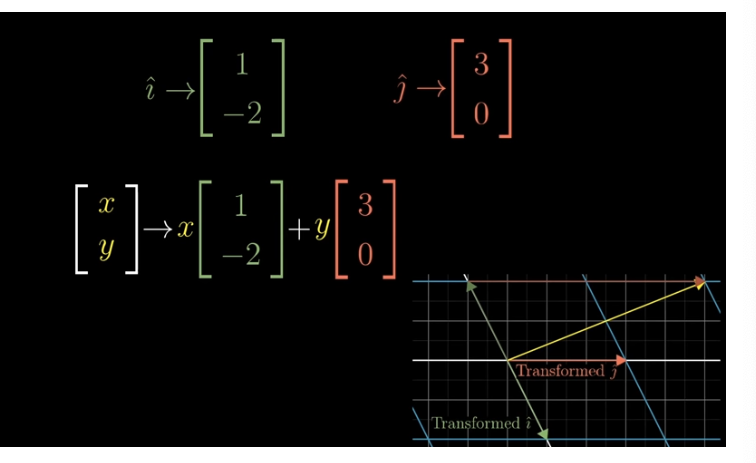 î → [1 -2] ĵ → [3 0]
[x y] → x [1 -2] + y [3 0]
Transformed ĵ
Transformed î